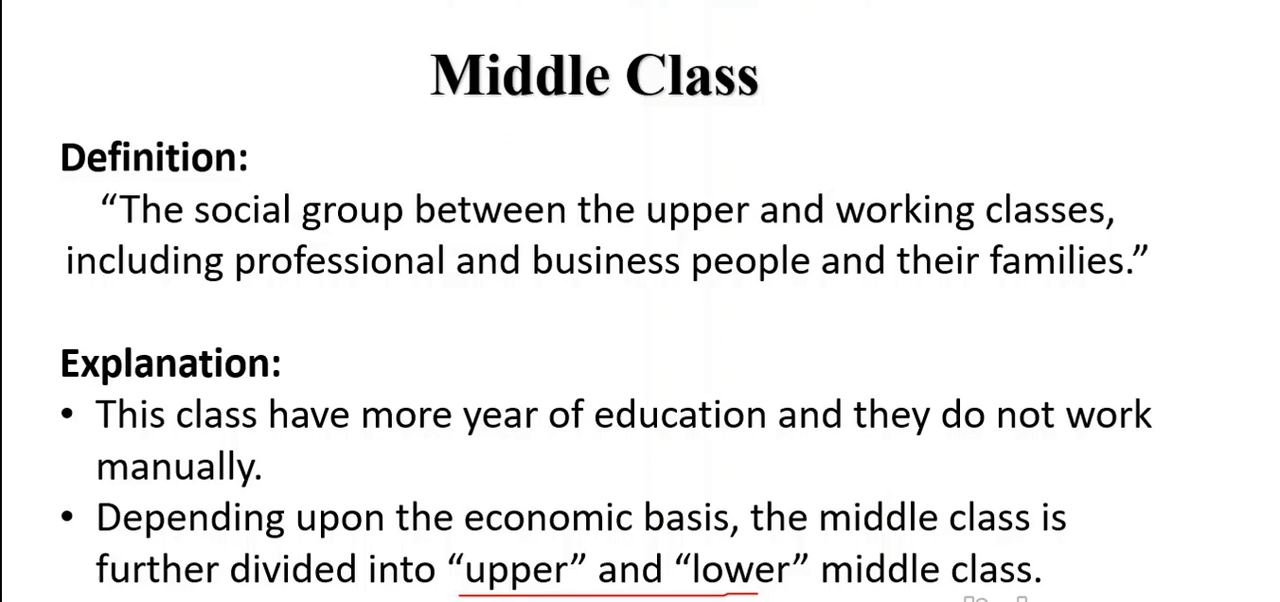 Middle Class
Definition:
“The social group between the upper and working classes,
including professional and business people and their families.”
Explanation:
• This class have more year of education and they do not work
manually.
• Depending upon the economic basis, the middle class is
further divided into “upper” and “lower” middle class.